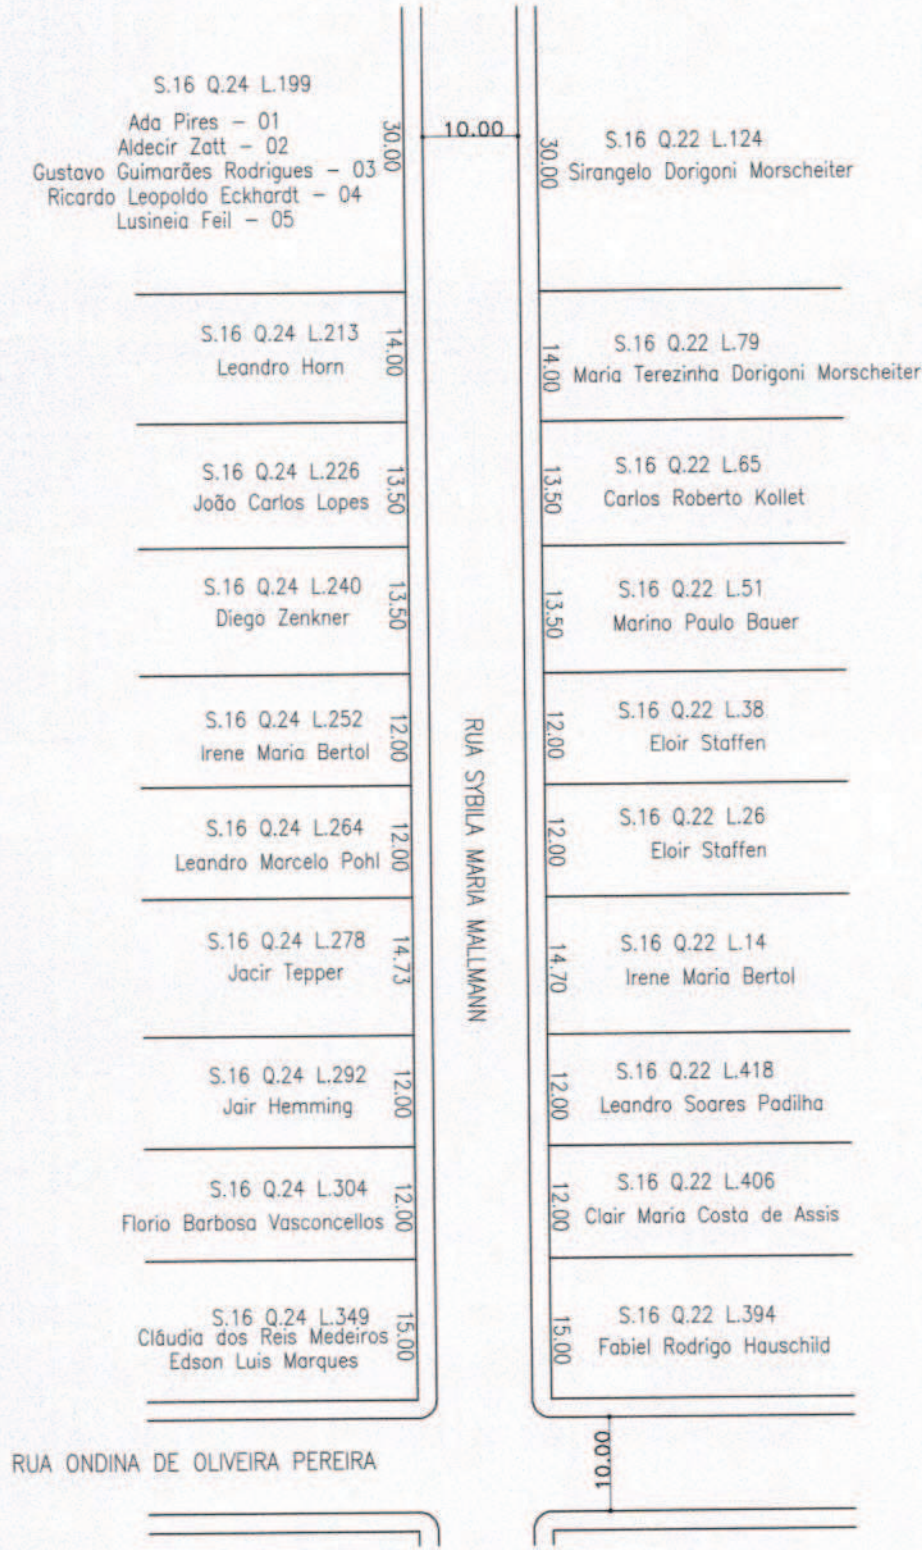 S.16 Q.24 L.199
Ada Pires - 01
Aldecir Zatt - 02
Gustavo Guimarães Rodrigues - 03
Ricardo Leopoldo Eckhardt - 04
Lusineia Feil - 05
30.00
10.00
30.00
S.16 Q.22 L.124
Sirangelo Dorigoni Morscheiter
S.16 Q.24 L.213
Leandro Horn
14.00
14.00
S.16 Q.22 L.79
Maria Terezinha Dorigoni Morscheiter
S.16 Q.24 L.226
João Carlos Lopes
13.50
13.50
S.16 Q.22 L.65
Carlos Roberto Kollet
S.16 Q.24 L.240
Diego Zenkner
13.50
13.50
S.16 Q.22 L.51
Marino Paulo Bauer
S.16 Q.24 L.252
Irene Maria Bertol
12.00
12.00
S.16 Q.22 L.38
Eloir Staffen
RUA SYBILA MARIA MALLMANN
S.16 Q.24 L.264
Leandro Marcelo Pohl
12.00
12.00
S.16 Q.22 L.26
Eloir Staffen
S.16 Q.24 L.278
Jacir Tepper
14.73
14.70
S.16 Q.22 L.14
Irene Maria Bertol
S.16 Q.24 L.292
Jair Hemming
12.00
12.00
S.16 Q.22 L.418
Leandro Soares Padilha
S.16 Q.24 L.304
Florio Barbosa Vasconcellos
12.00
12.00
S.16 Q.22 L.406
Clair Maria Costa de Assis
S.16 Q.24 L.349
Cláudia dos Reis Medeiros
Edson Luis Marques
15.00
15.00
S.16 Q.22 L.394
Fabiel Rodrigo Hauschild
RUA ONDINA DE OLIVEIRA PEREIRA
10.00